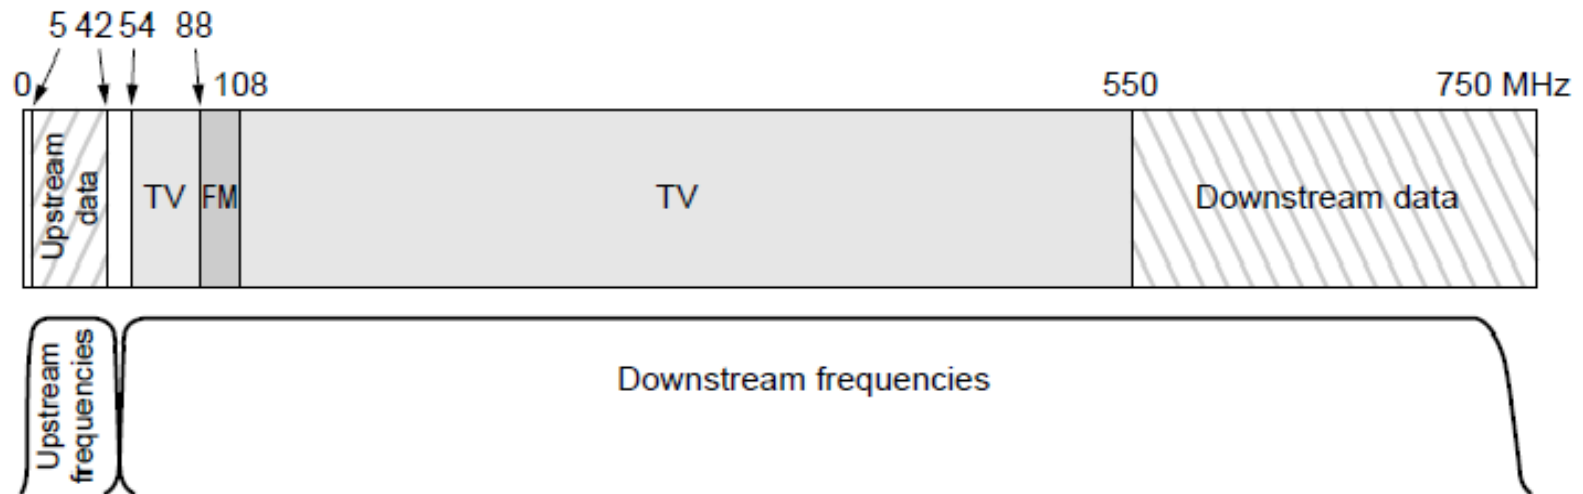 5 42 54 88
0 108 550 750 MHz
Upstream
data
TV FM TV Downstream data
Upstream
frequencies
Downstream frequencies